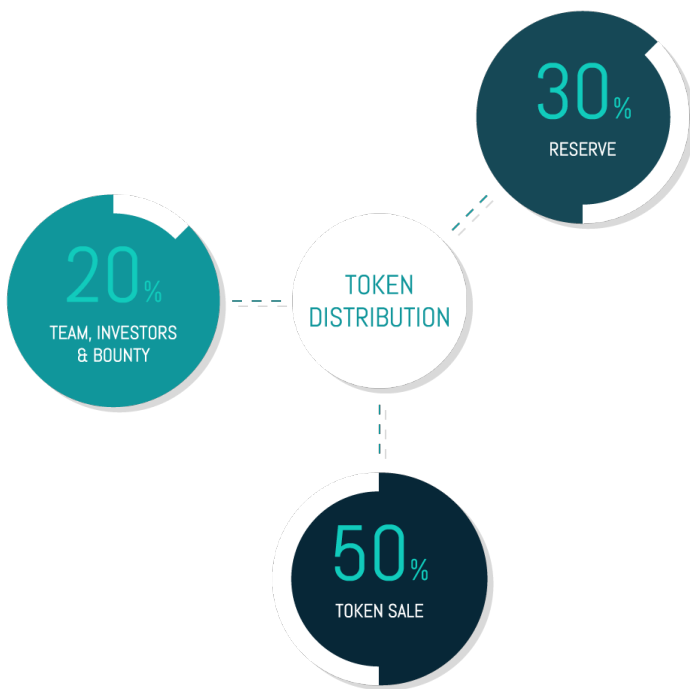 30%
RESERVE
20%
TEAM, INVESTORS
& BOUNTY
TOKEN
DISTRIBUTION
50%
TOKEN SALE